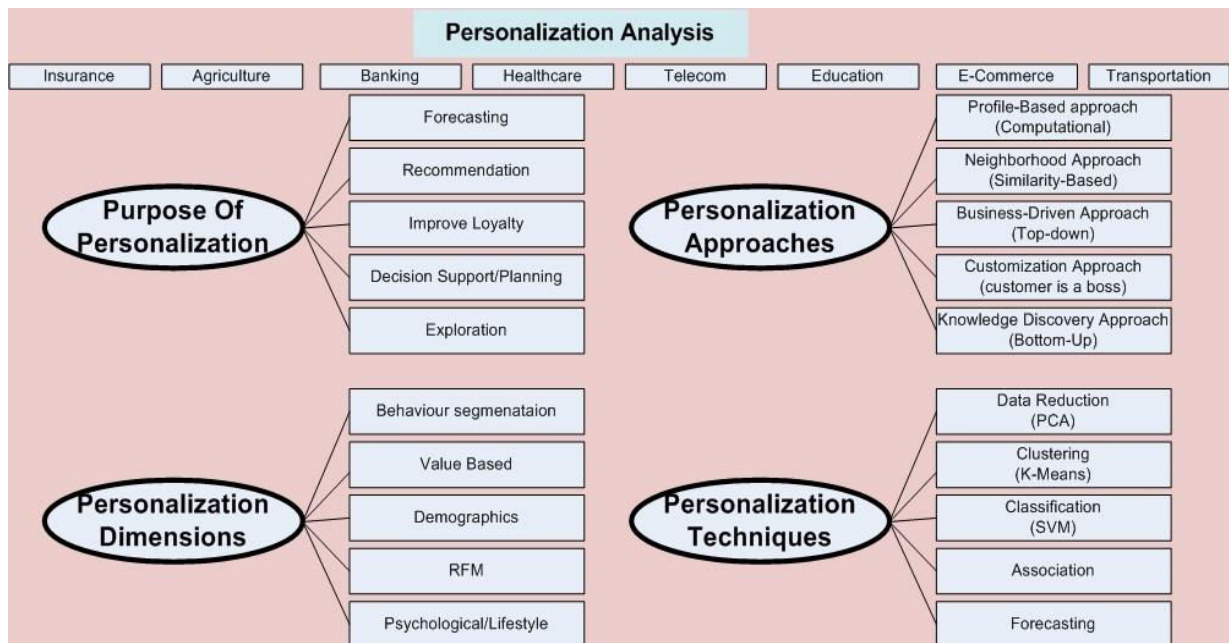 Personalization Analysis
Insurance
Agriculture
Banking
Healthcare
Telecom
Education
E-Commerce
Transportation
Purpose Of
Personalization
Forecasting
Recommendation
Improve Loyalty
Decision Support/Planning
Exploration
Personalization
Approaches
Profile-Based approach
(Computational)
Neighborhood Approach
(Similarity-Based)
Business-Driven Approach
(Top-down)
Customization Approach
(customer is a boss)
Knowledge Discovery Approach
(Bottom-Up)
Personalization
Dimensions
Behaviour segmenataion
Value Based
Demographics
RFM
Psychological/Lifestyle
Personalization
Techniques
Data Reduction
(PCA)
Clustering
(K-Means)
Classification
(SVM)
Association
Forecasting